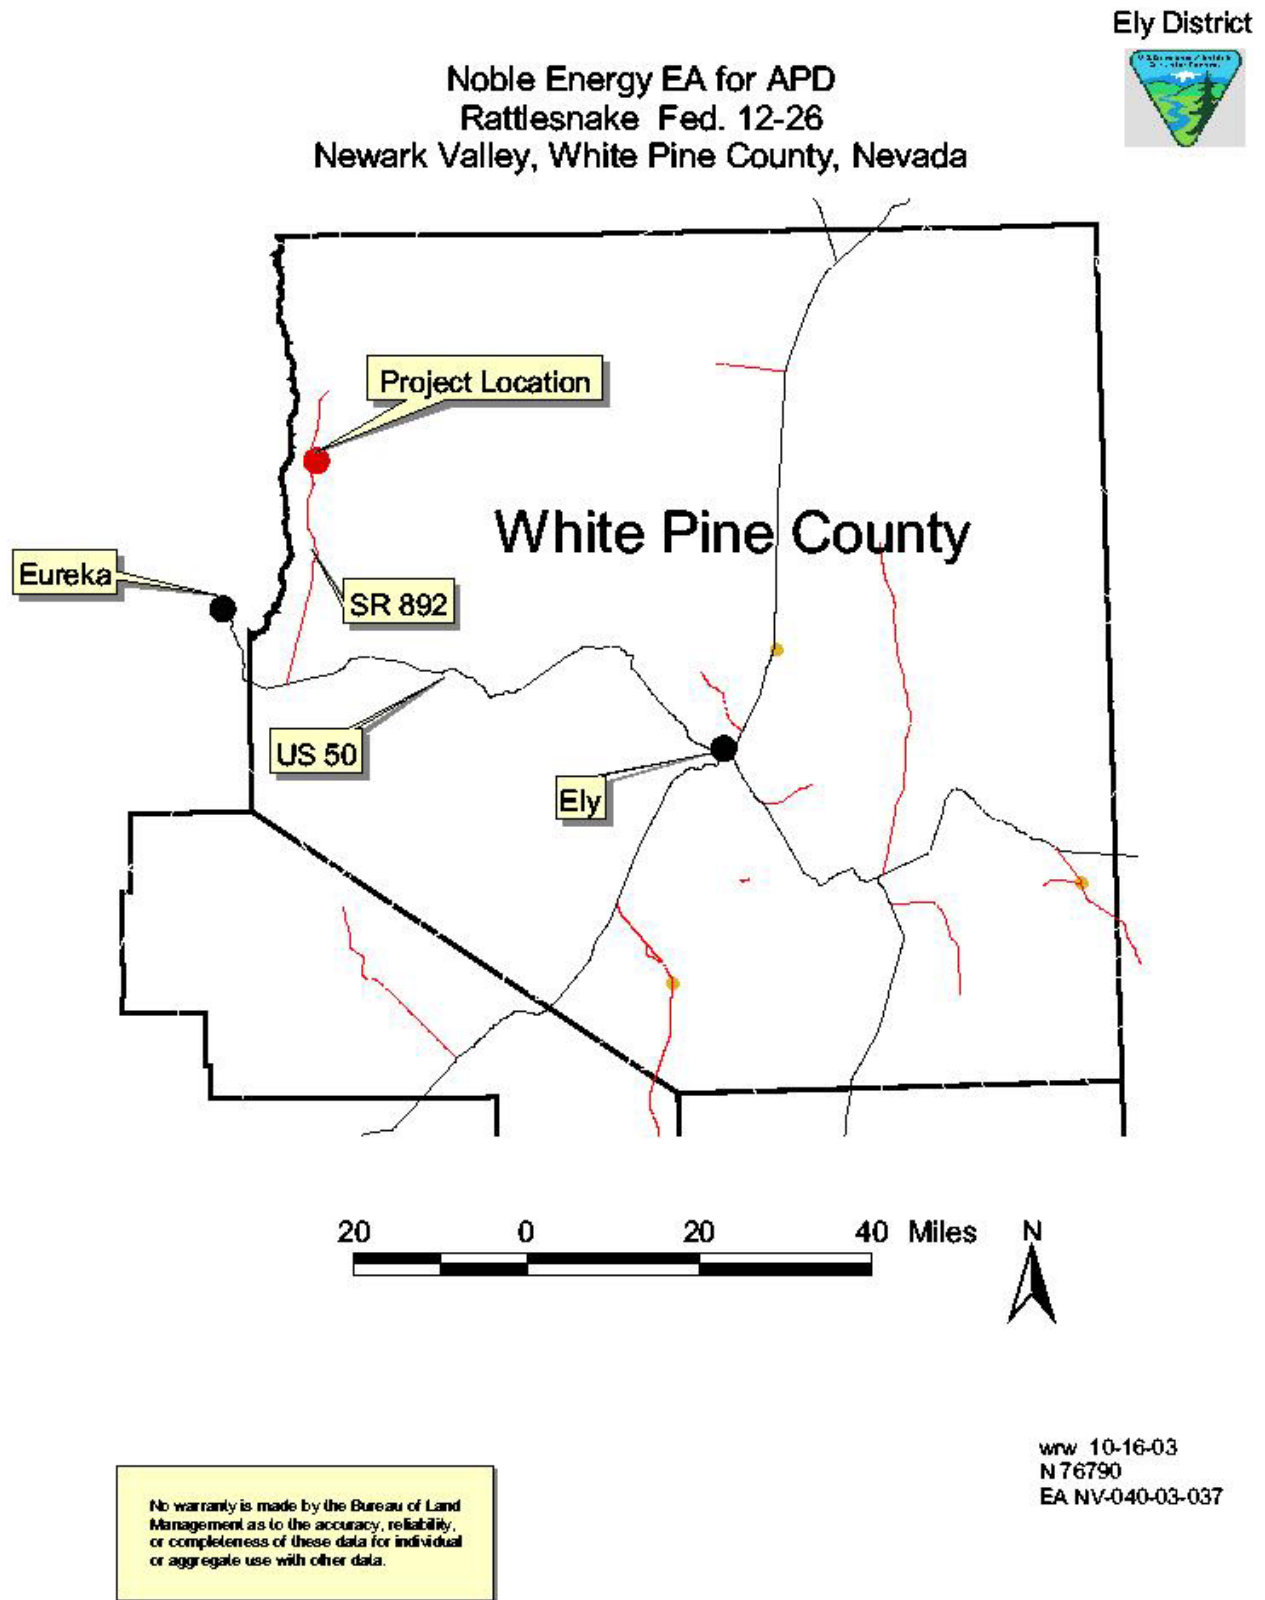 Ely District
Noble Energy EA for APD
Rattlesnake Fed. 12-26
Newark Valley, White Pine County, Nevada
Project Location
White Pine County
Eureka
SR 892
US 50
Ely
20 0 20 40 Miles N
wrw 10-16-03
N 76790
EA NV-040-03-037
No warranty is made by the Bureau of Land
Management as to the accuracy, reliability,
or completeness of these data for individual
or aggregate use with other data.